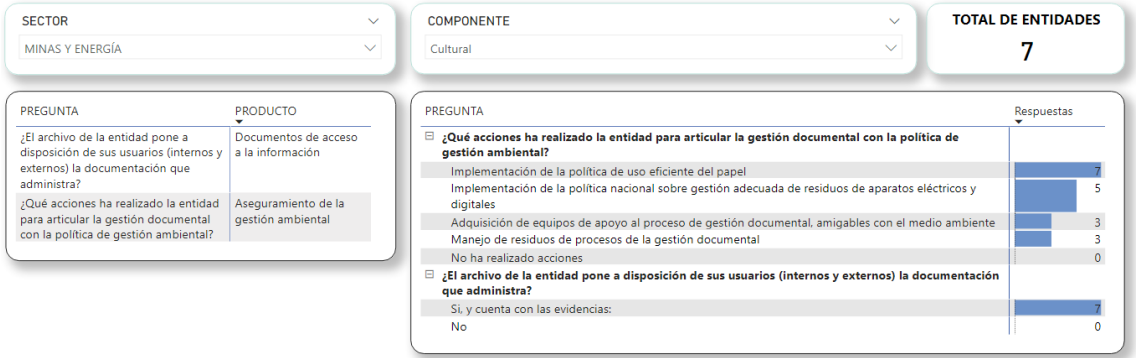 SECTOR
MINAS Y ENERGÍA
COMPONENTE
Cultural
TOTAL DE ENTIDADES
7
PREGUNTA PRODUCTO
¿El archivo de la entidad pone a Documentos de acceso
disposición de sus usuarios (internos y a la información
externos) la documentación que
administra?
¿Qué acciones ha realizado la entidad Aseguramiento de la
para articular la gestión documental gestión ambiental
con la política de gestión ambiental?
PREGUNTA Respuestas
¿Qué acciones ha realizado la entidad para articular la gestión documental con la política de
gestión ambiental?
Implementación de la política de uso eficiente del papel 7
Implementación de la política nacional sobre gestión adecuada de residuos de aparatos eléctricos y 5
digitales
Adquisición de equipos de apoyo al proceso de gestión documental, amigables con el medio ambiente 3
Manejo de residuos de procesos de la gestión documental 3
No ha realizado acciones 0
¿El archivo de la entidad pone a disposición de sus usuarios (internos y externos) la documentación
que administra?
Si, y cuenta con las evidencias: 7
No 0